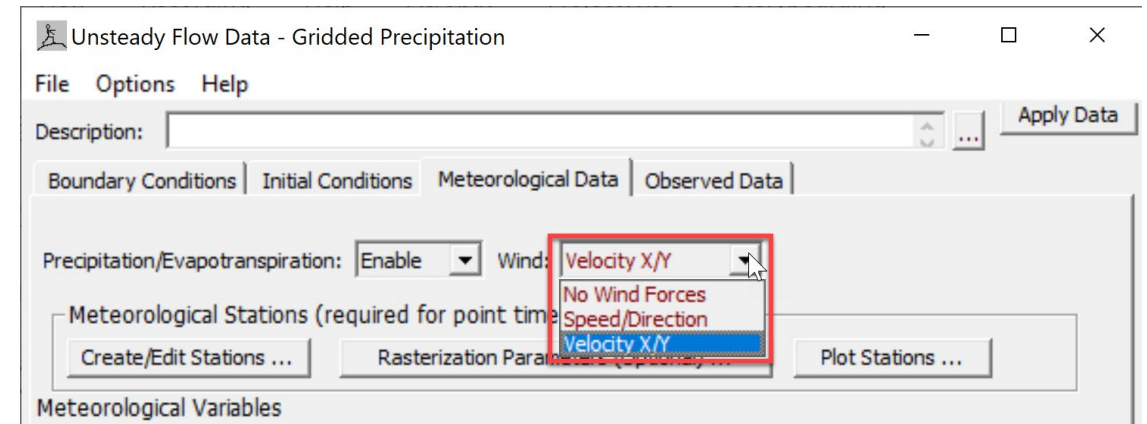 Unsteady Flow Data - Gridded Precipitation
File Options Help
Description: ... Apply Data
Boundary Conditions Initial Conditions Meteorological Data Observed Data
Precipitation/Evapotranspiration: Enable Wind: Velocity X/Y
No Wind Forces
Meteorological Stations (required for point time
Speed/Direction
Velocity X/Y
Create/Edit Stations ... Rasterization Plot Stations ...
Meteorological Variables